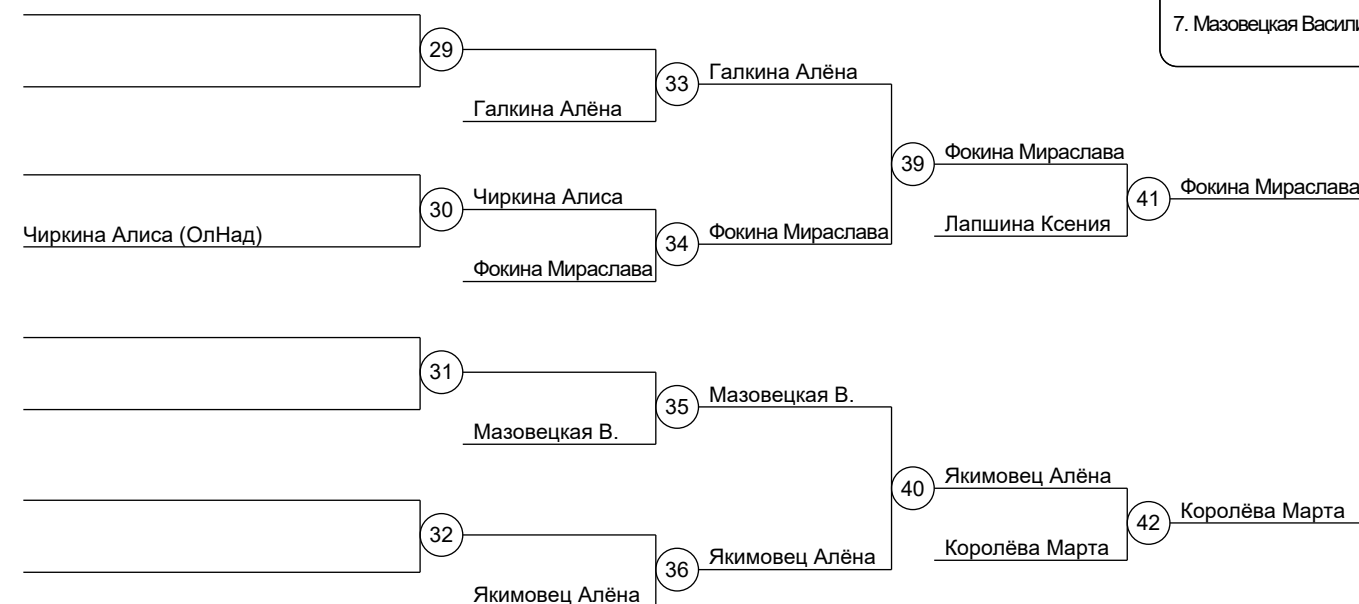 7. Мазовецкая
29
33
Галкина Алёна
Галкина Алёна
39
Фокина Мираслава
30
Чиркина Алиса
41
Фокина Мираслава
Чиркина Алиса (ОлНад)
34
Фокина Мираслава
Лапшина Ксения
Фокина Мираслава
31
35
Мазовецкая В.
Мазовецкая В.
40
Якимовец Алёна
32
42
Королёва Марта
36
Якимовец Алёна
Королёва Марта
Якимовец Алёна